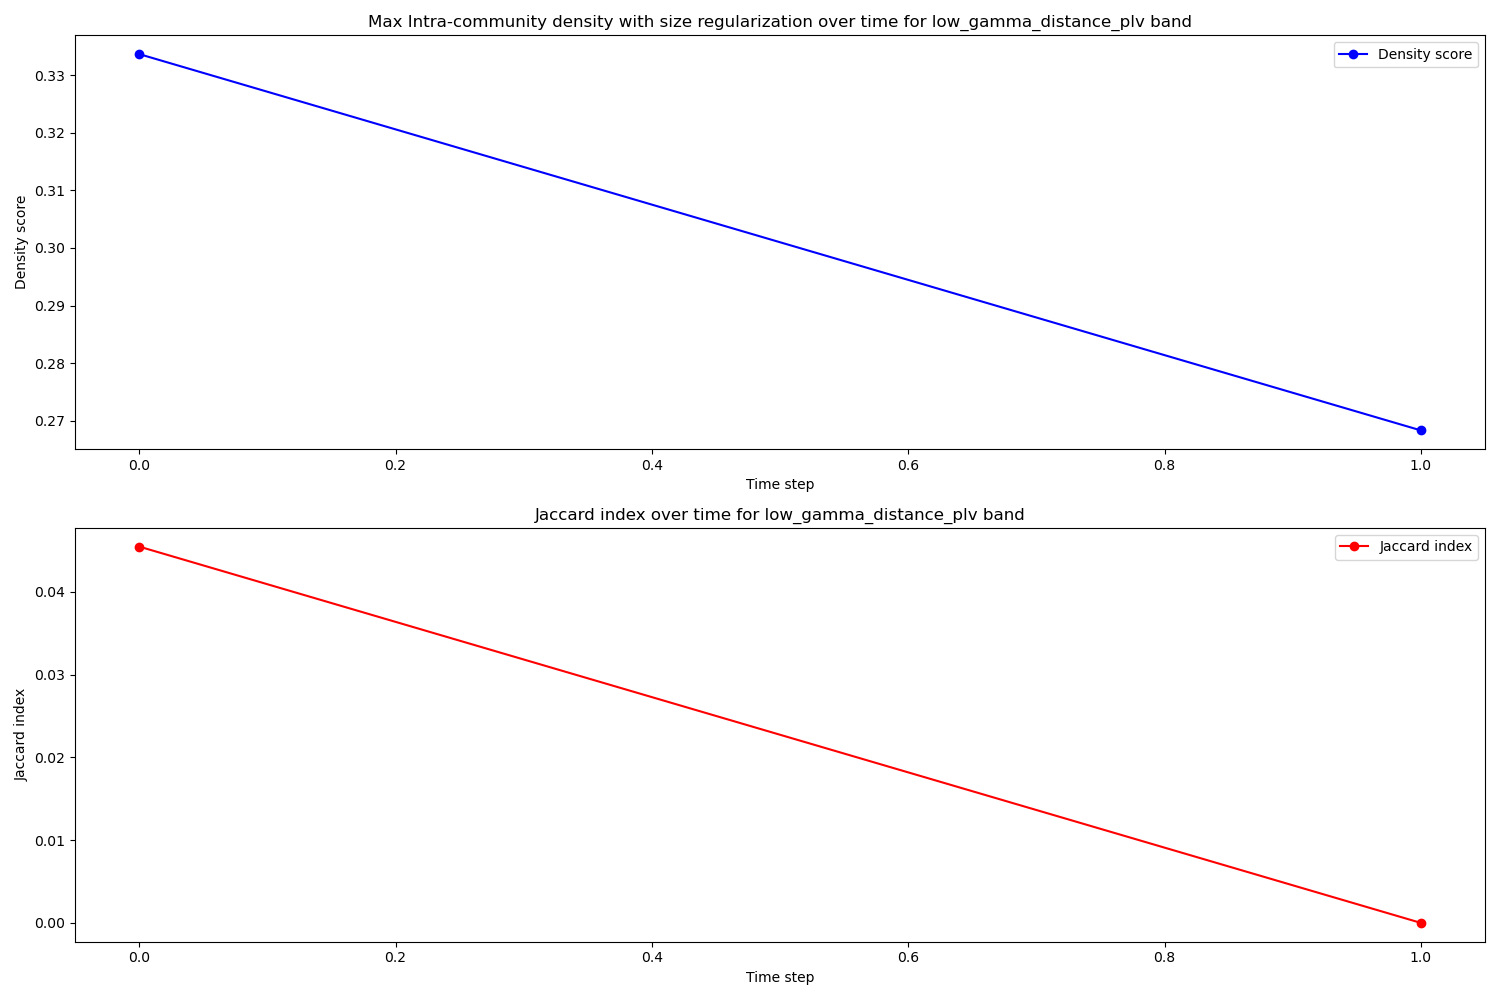 Max Intra-community density with size regularization over time for low_gamma_distance_plv band
Density score
0.33
0.32
0.31
0.30
0.29
0.28
0.27
Density score
0.0 0.2 0.4 0.6 0.8 1.0
Time step
Jaccard index over time for low_gamma_distance_plv band
Jaccard index
0.04
0.03
0.02
0.01
0.00
Jaccard index
0.0 0.2 0.4 0.6 0.8 1.0
Time step